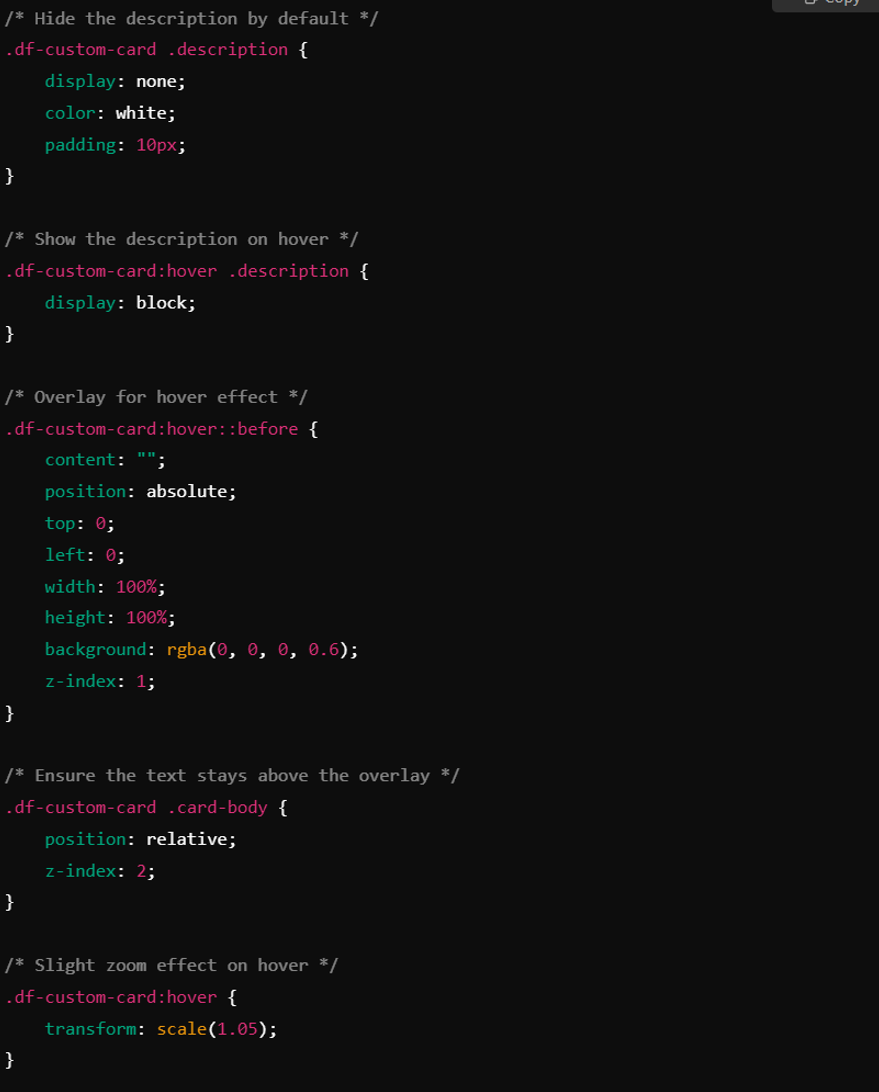 Copy
/* Hide the description by default */
.df-custom-card .description {
    display: none;
    color: white;
    padding: 10px;
}

/* Show the description on hover */
.df-custom-card:hover .description {
    display: block;
}

/* Overlay for hover effect */
.df-custom-card:hover::before {
    content: "";
    position: absolute;
    top: 0;
    left: 0;
    width: 100%;
    height: 100%;
    background: rgba(0, 0, 0, 0.6);
    z-index: 1;
}

/* Ensure the text stays above the overlay */
.df-custom-card .card-body {
    position: relative;
    z-index: 2;
}

/* Slight zoom effect on hover */
.df-custom-card:hover {
    transform: scale(1.05);
}